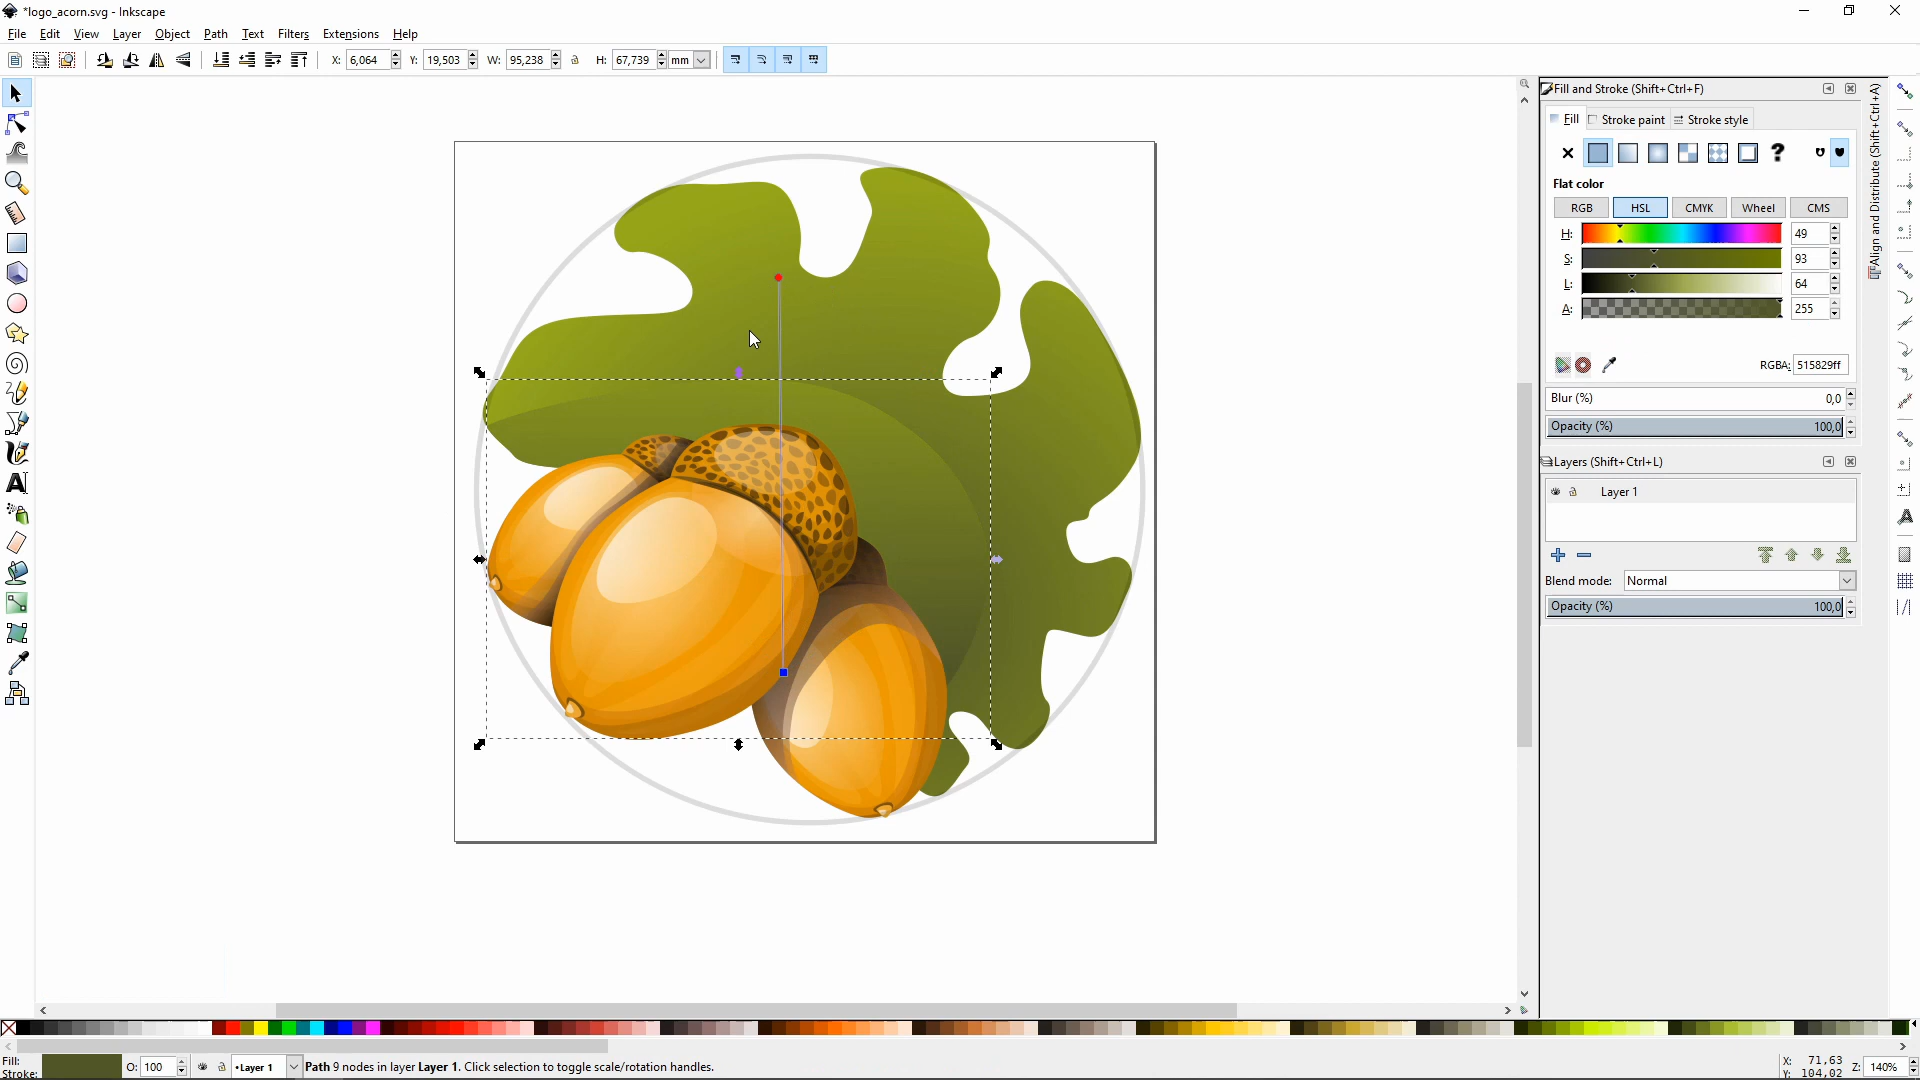 *logo_acorn.svg - Inkscape
File Edit View Layer Object Path Text Filters Extensions Help
X: 6,064 Y: 19,503 W: 95,238 H: 67,739 mm
Fill and Stroke (Shift+Ctrl+F)
Fill Stroke paint Stroke style
?
Flat color
RGB HSL CMYK Wheel CMS
H: 49
S: 93
L: 64
A: 255
RGBA: 515829ff
Blur (%) 0,0
Opacity (%) 100,0
Layers (Shift+Ctrl+L)
Layer 1
Blend mode: Normal
Opacity (%) 100,0
Align and Distribute (Shift+Ctrl+A)
Fill:
Stroke:
O: 100
•Layer 1
Path 9 nodes in layer Layer 1. Click selection to toggle scale/rotation handles.
X: 71,63
Y: 104,02
Z: 140%